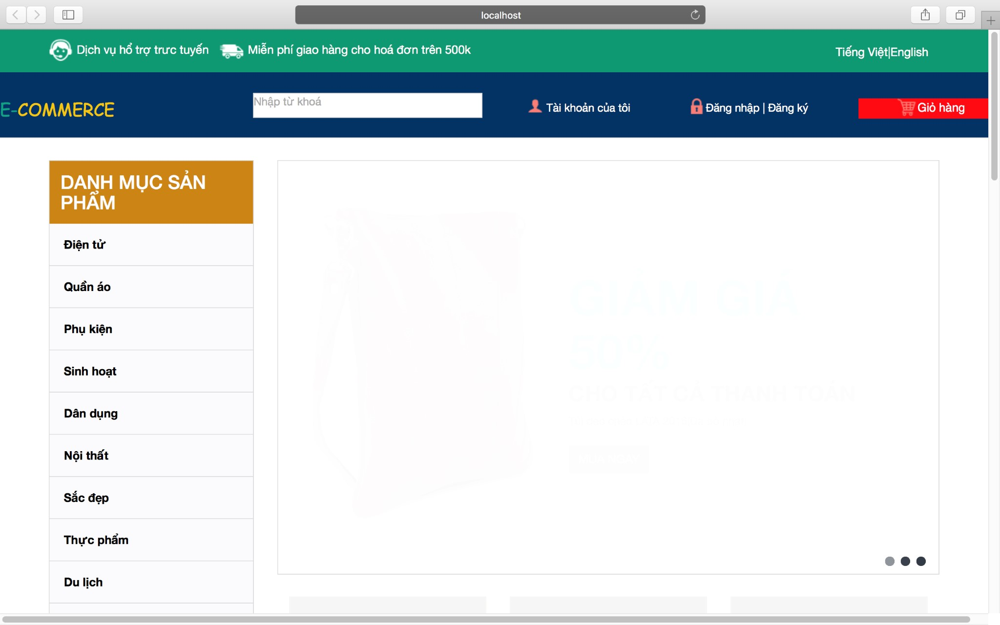 localhost
Dịch vụ hổ trợ trưc tuyến Miễn phí giao hàng cho hoá đơn trên 500k Tiếng Việt|English
E-COMMERCE Nhập từ khoá Tài khoản của tôi Đăng nhập | Đăng ký Giỏ hàng
DANH MỤC SẢN
PHẨM
Điện tử
Quần áo
Phụ kiện
Sinh hoạt
Dân dụng
Nội thất
Sắc đẹp
Thực phẩm
Du lịch
GIẢM GIÁ
50%
CHO TẤT CẢ THANH TOÁN
MUA NGAY